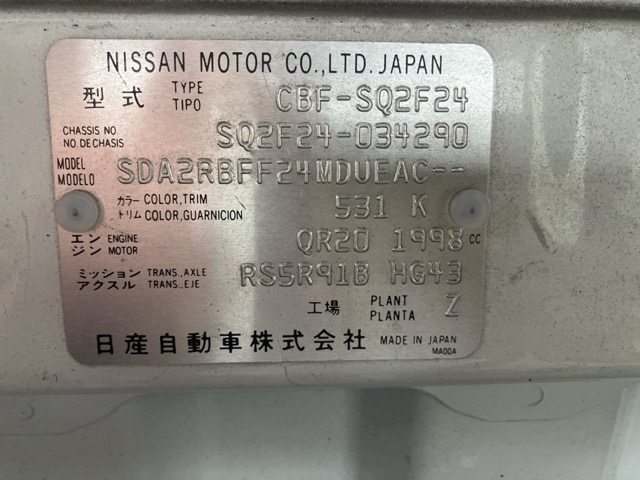 NISSAN MOTOR CO.,LTD. JAPAN
型式 TYPE TIPO CBF-SQ2F24
CHASSIS NO NO. DE CHASIS SQ2F24-034290
MODEL MODELO SDA2RBFF24MDUEAC--
カラー COLOR,TRIM トリム COLOR,GUARNICION 531 K
エンジン ENGINE MOTOR QR20 1998 cc
ミッション TRANS.,AXLE アクスル TRANS.,EJE RS5R91B HG43
工場 PLANT PLANTA Z
日産自動車株式会社 MADE IN JAPAN
MA00A